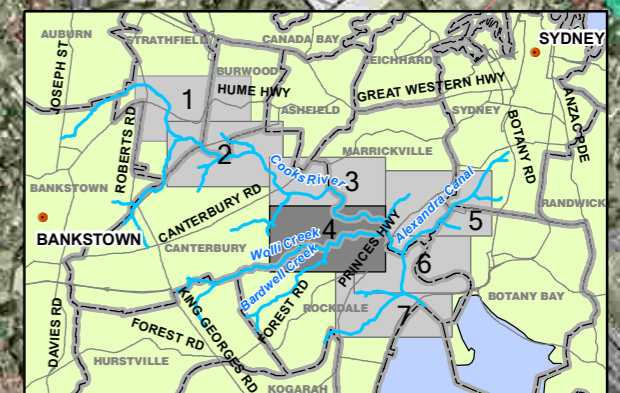 AUBURN
STRATHFIELD
CANADA BAY
SYDNEY
JOSEPH ST
BURWOOD
LEICHHARDT
1
HUME HWY
GREAT WESTERN HWY
ANZAC PDE
ASHFIELD
SYDNEY
ROBERTS RD
BOTANY RD
2
MARRICKVILLE
Cooks River
3
BANKSTOWN
CANTERBURY RD
Alexandra Canal
RANDWICK
BANKSTOWN
CANTERBURY
Wolli Creek
4
PRINCES HWY
5
Bardwell Creek
6
KING GEORGES RD
FOREST RD
BOTANY BAY
DAVIES RD
FOREST RD
ROCKDALE
7
HURSTVILLE
KOGARAH